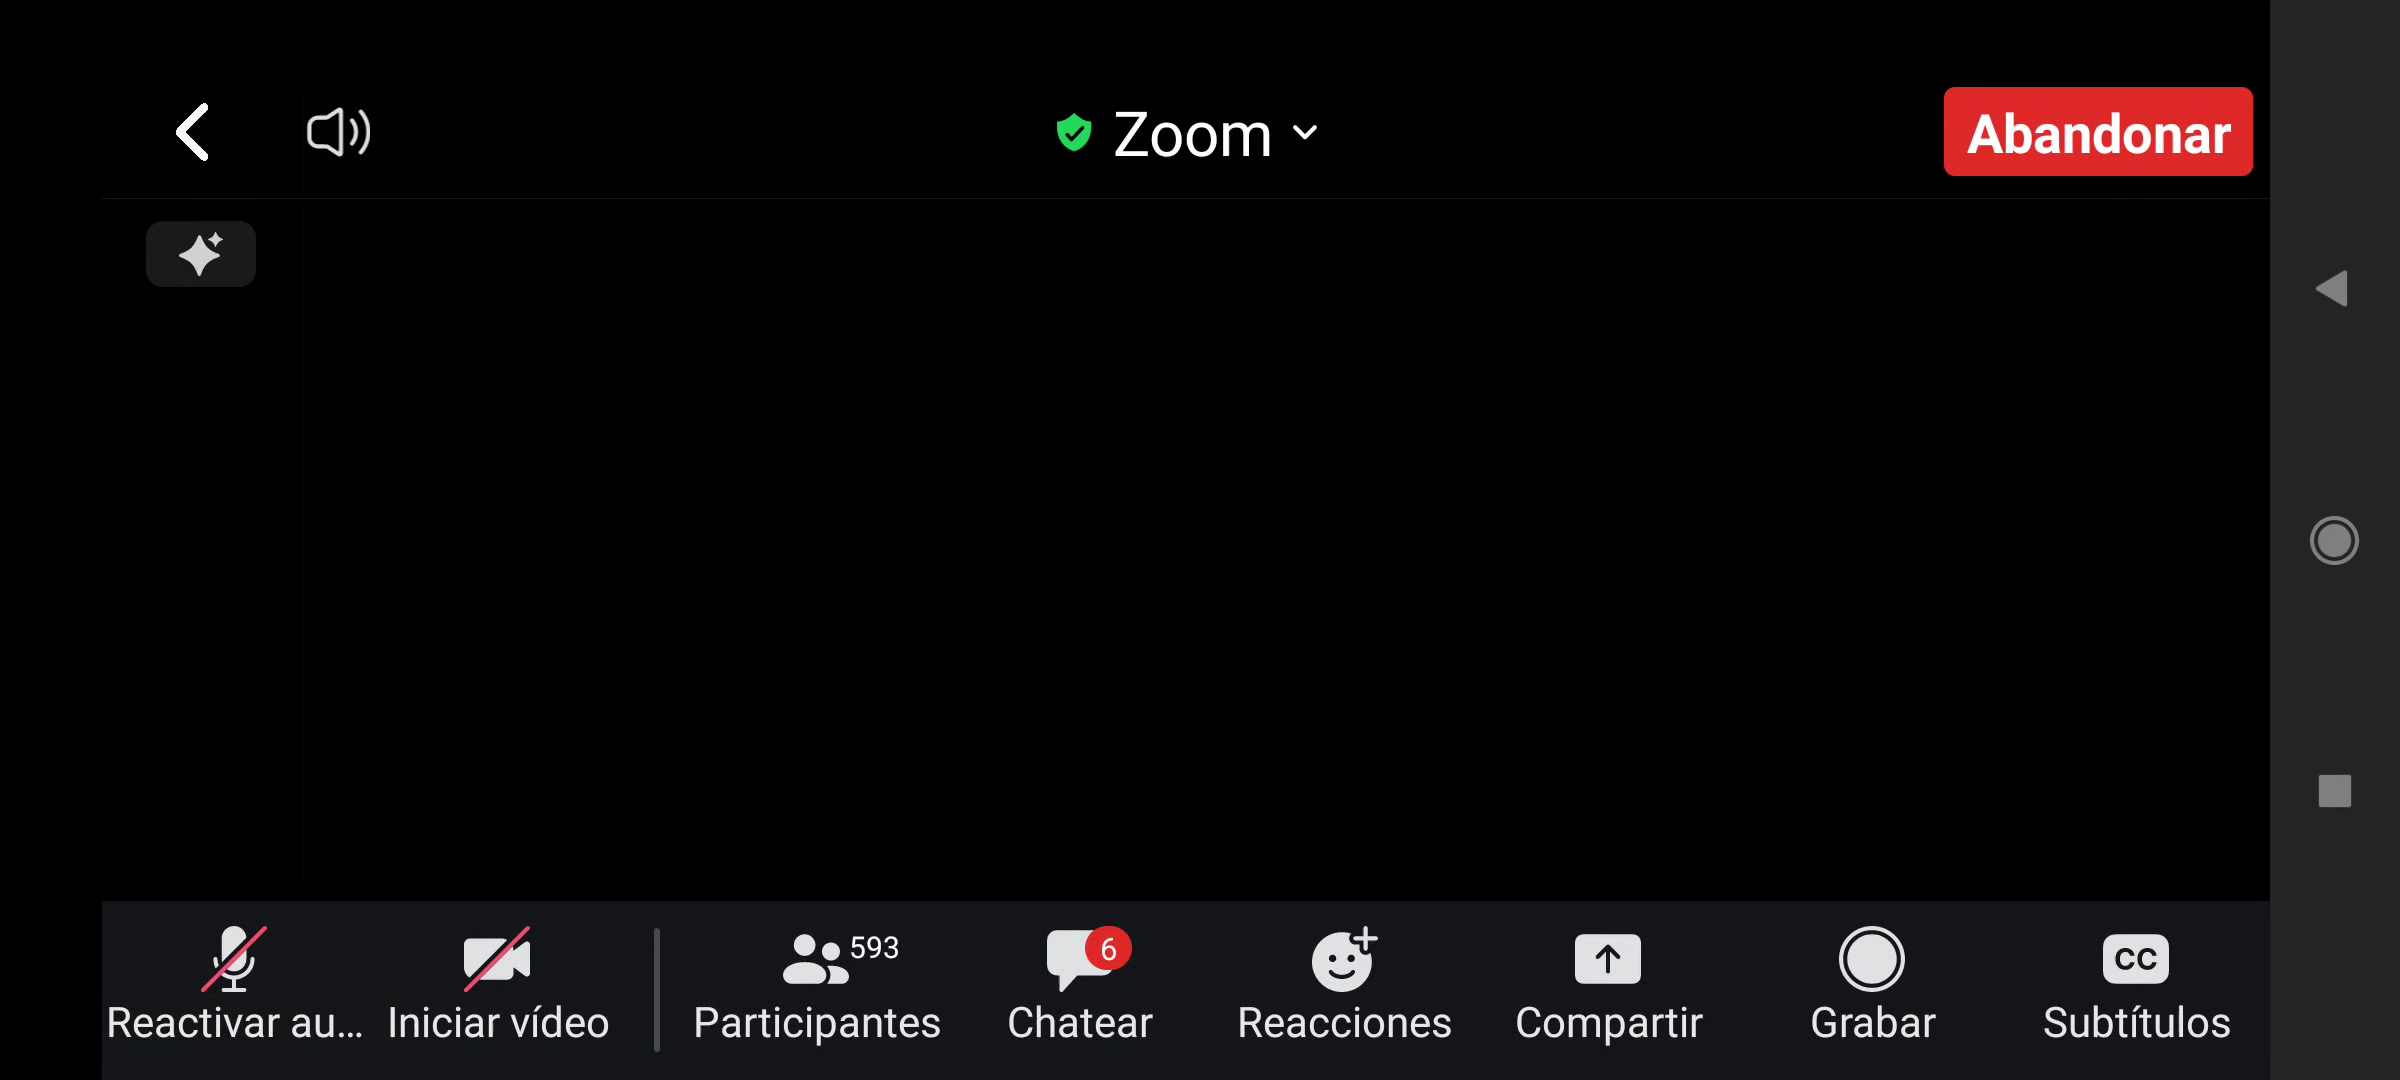 Zoom
Abandonar
593
6
CC
Reactivar au... Iniciar vídeo Participantes Chatear Reacciones Compartir Grabar Subtítulos